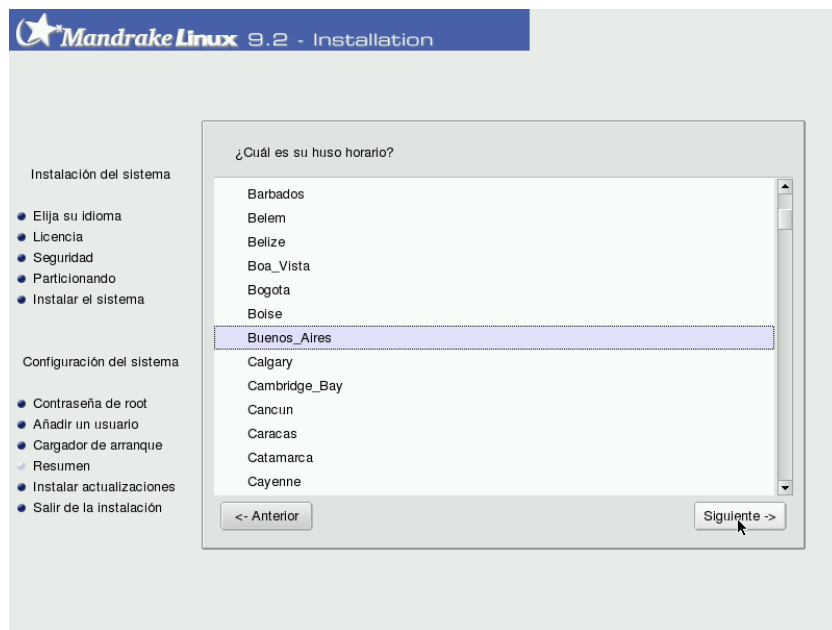 MandrakeLinux 9.2 - Installation
Instalación del sistema
Elija su idioma
Licencia
Seguridad
Particionando
Instalar el sistema
Configuración del sistema
Contraseña de root
Añadir un usuario
Cargador de arranque
Resumen
Instalar actualizaciones
Salir de la instalación
¿Cuál es su huso horario?
Barbados
Belem
Belize
Boa_Vista
Bogota
Boise
Buenos_Aires
Calgary
Cambridge_Bay
Cancun
Caracas
Catamarca
Cayenne
<- Anterior
Siguiente ->